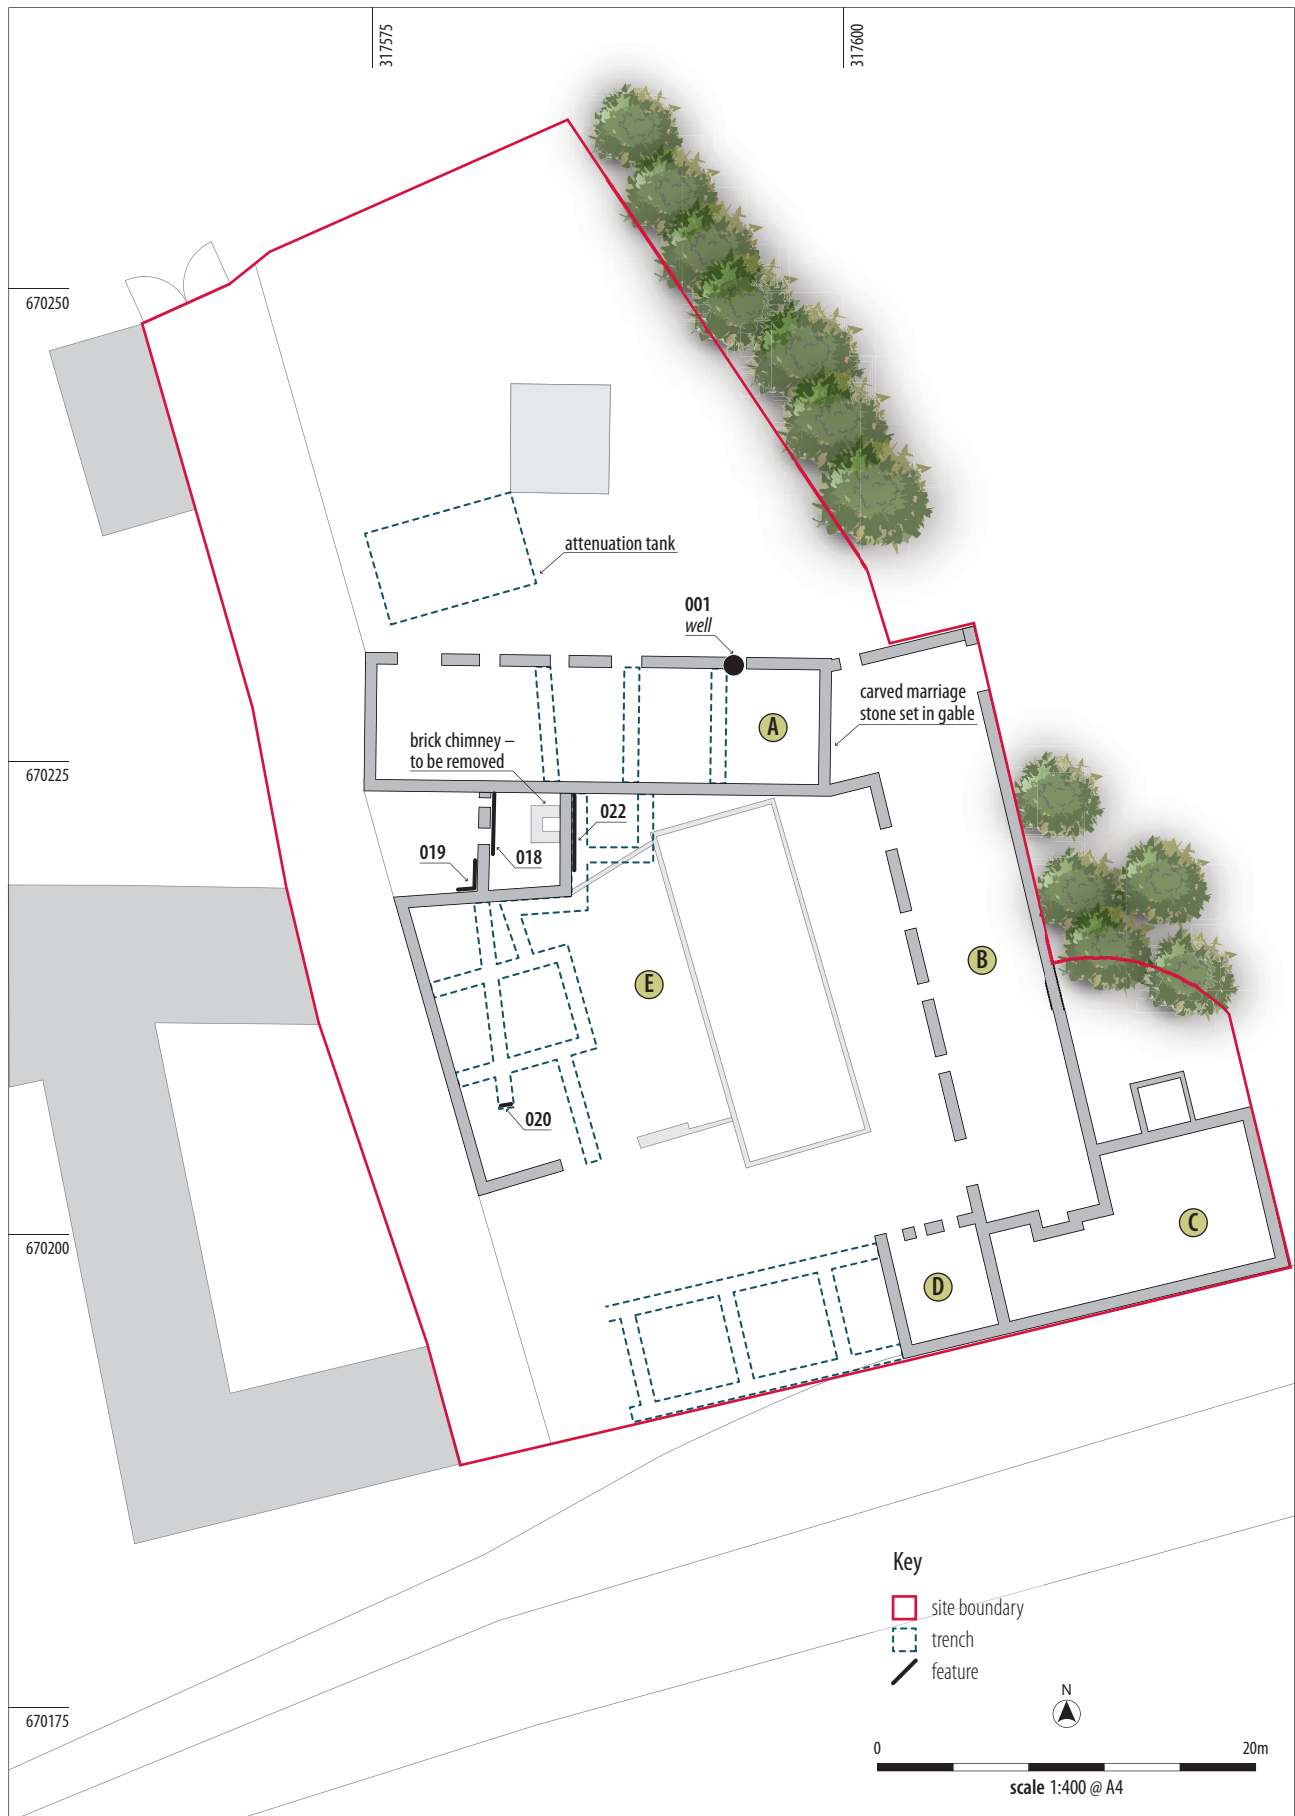 317575
317600
670250
attenuation tank
001
well
A
carved marriage
stone set in gable
brick chimney –
to be removed
670225
022
019
018
E
B
020
670200
C
D
Key
site boundary
trench
feature
N
670175
0
20m
scale 1:400 @ A4